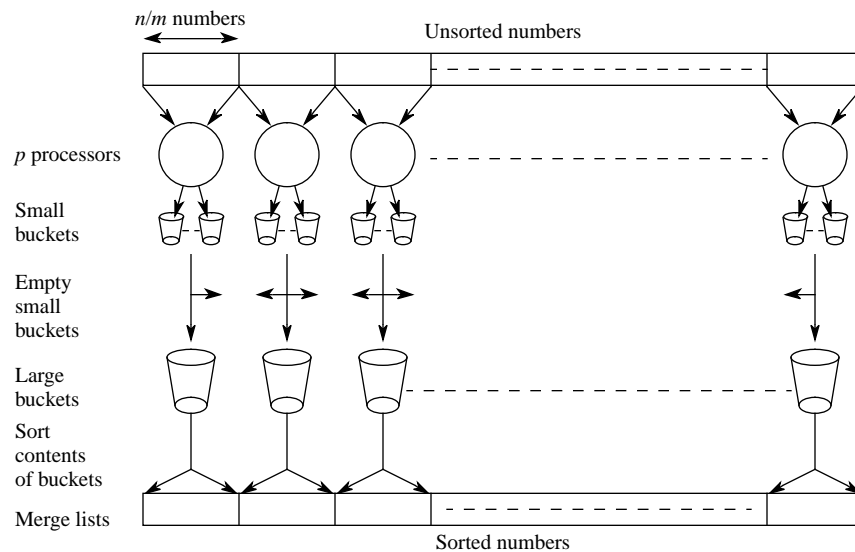 n/m numbers
Unsorted numbers
p processors
Small
buckets
Empty
small
buckets
Large
buckets
Sort
contents
of buckets
Merge lists
Sorted numbers